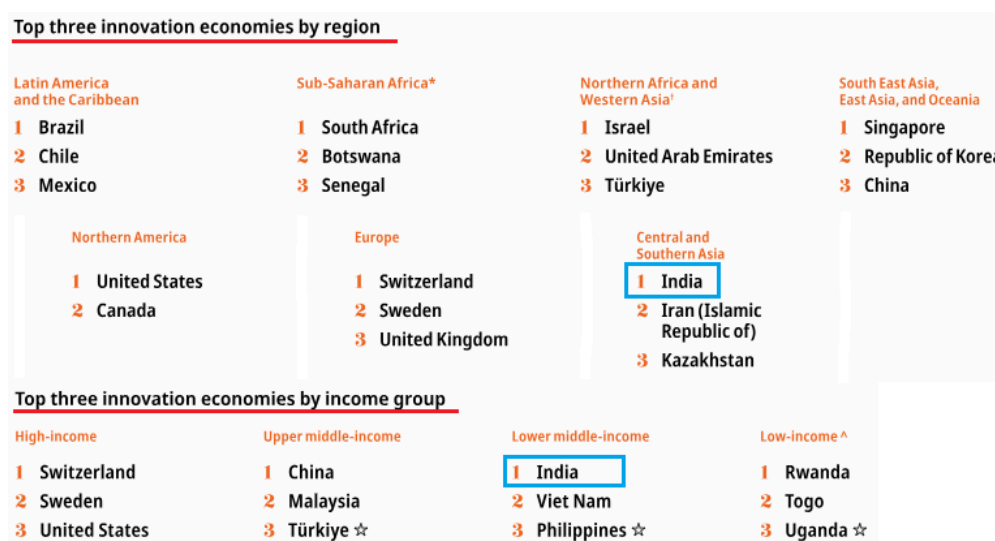 Top three innovation economies by region
Latin America
and the Caribbean
1 Brazil
2 Chile
3 Mexico
Sub-Saharan Africa*
1 South Africa
2 Botswana
3 Senegal
Northern Africa and
Western Asia†
1 Israel
2 United Arab Emirates
3 Türkiye
South East Asia,
East Asia, and Oceania
1 Singapore
2 Republic of Korea
3 China
Northern America
1 United States
2 Canada
Europe
1 Switzerland
2 Sweden
3 United Kingdom
Central and
Southern Asia
1 India
2 Iran (Islamic
Republic of)
3 Kazakhstan
Top three innovation economies by income group
High-income
1 Switzerland
2 Sweden
3 United States
Upper middle-income
1 China
2 Malaysia
3 Türkiye ☆
Lower middle-income
1 India
2 Viet Nam
3 Philippines ☆
Low-income ^
1 Rwanda
2 Togo
3 Uganda ☆